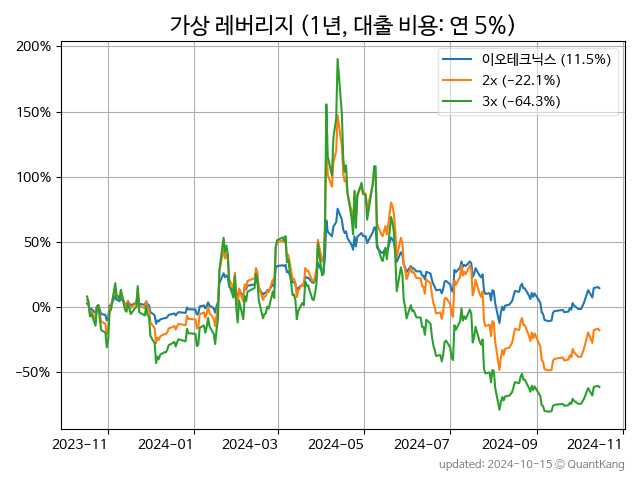 가상 레버리지 (1년, 대출 비용: 연 5%)
200%
150%
100%
50%
0%
−50%
이오테크닉스 (11.5%)
2x (−22.1%)
3x (−64.3%)
2023-11
2024-01
2024-03
2024-05
2024-07
2024-09
2024-11
updated: 2024-10-15 © QuantKang